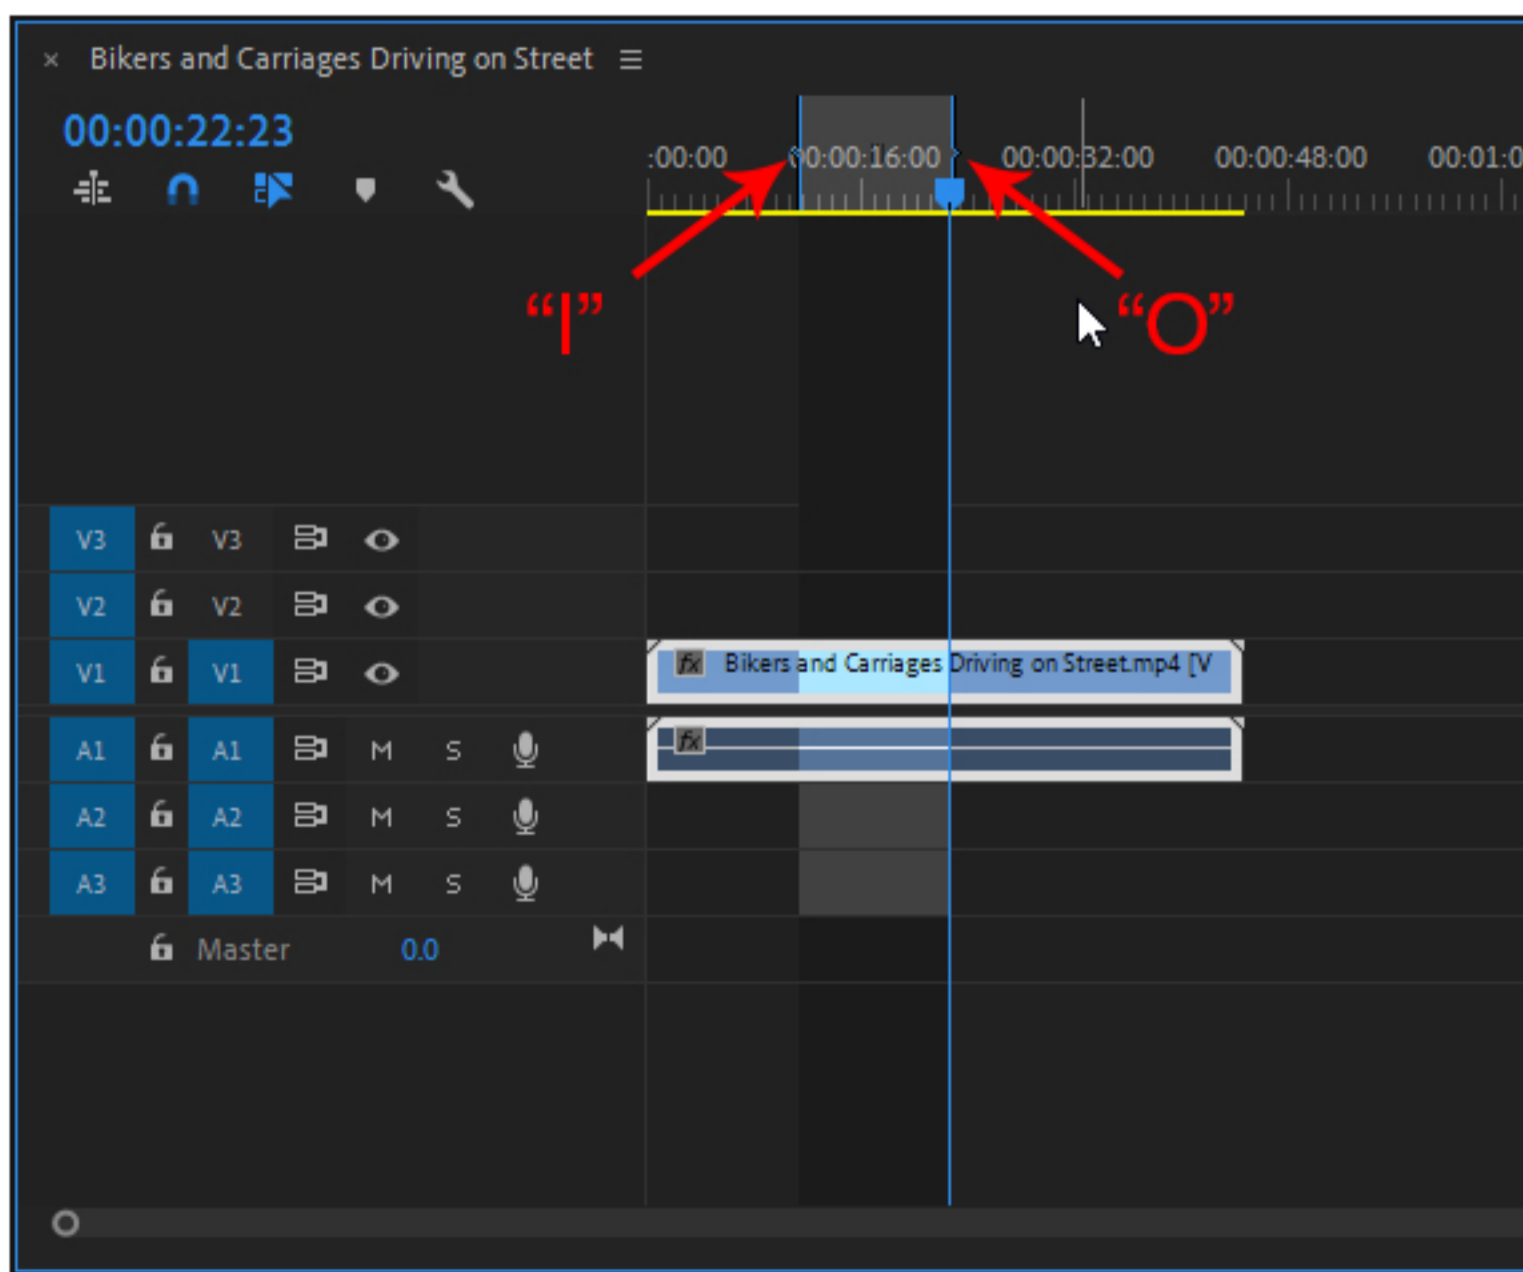 × Bikers and Carriages Driving on Street
00:00:22:23
:00:00 00:00:16:00 00:00:32:00 00:00:48:00 00:01:0
“I” “O”
V3 V3
V2 V2
V1 V1 fx Bikers and Carriages Driving on Street.mp4 [V
A1 A1 M S fx
A2 A2 M S
A3 A3 M S
Master 0.0